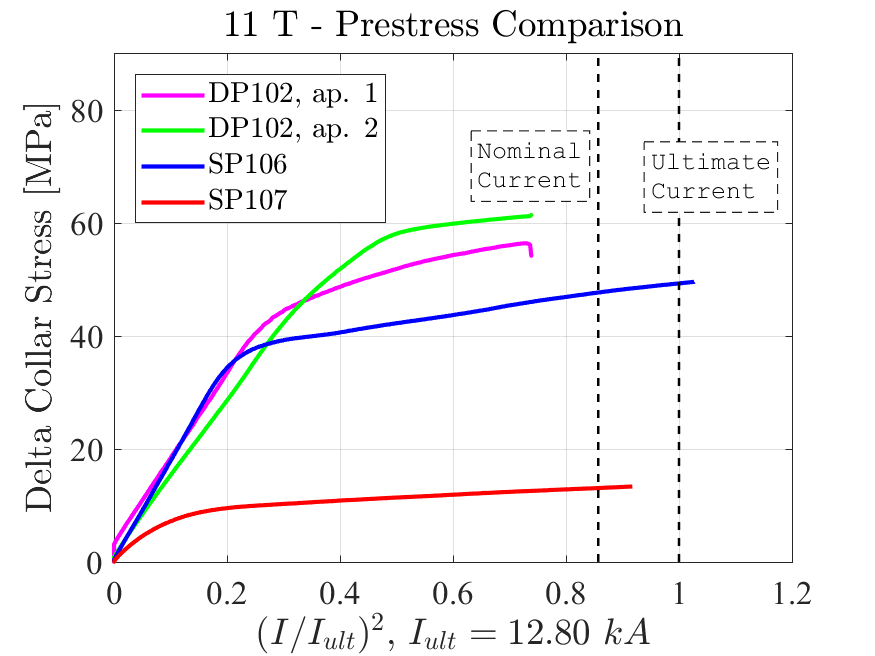 11 T - Prestress Comparison
DP102, ap. 1
DP102, ap. 2
SP106
SP107
Nominal
Current
Ultimate
Current
Delta Collar Stress [MPa]
80
60
40
20
0
0 0.2 0.4 0.6 0.8 1 1.2
(I/I_ult)², I_ult = 12.80 kA